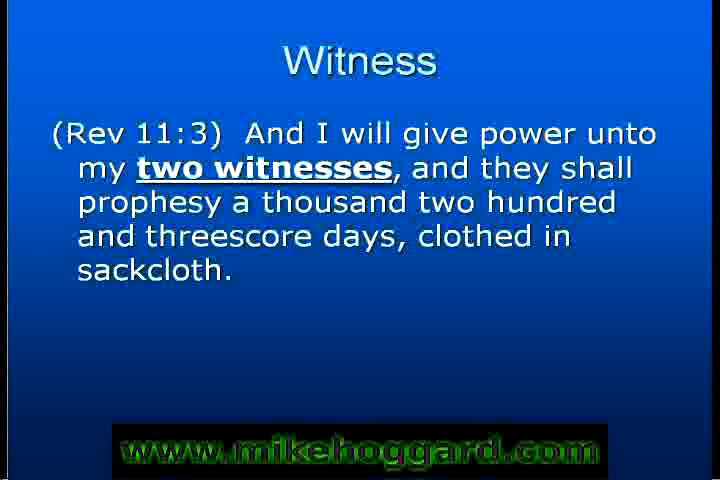 Witness
(Rev 11:3)  And I will give power unto
my two witnesses, and they shall
prophesy a thousand two hundred
and threescore days, clothed in
sackcloth.
www.mikehoggard.com